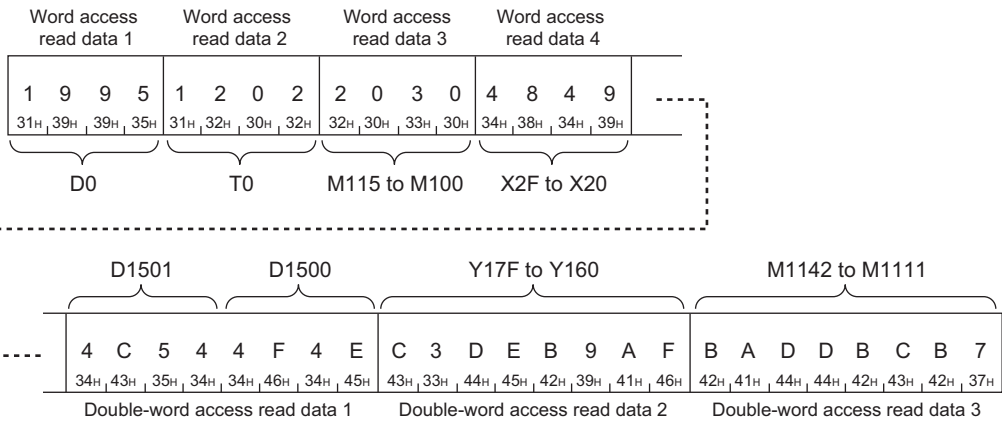 Word access read data 1 Word access read data 2 Word access read data 3 Word access read data 4
1 9 9 5 1 2 0 2 2 0 3 0 4 8 4 9
31H 39H 39H 35H 31H 32H 30H 32H 32H 30H 33H 30H 34H 38H 34H 39H
D0 T0 M115 to M100 X2F to X20
D1501 D1500 Y17F to Y160 M1142 to M1111
4 C 5 4 4 F 4 E C 3 D E B 9 A F B A D D B C B 7
34H 43H 35H 34H 34H 46H 34H 45H 43H 33H 44H 45H 42H 39H 41H 46H 42H 41H 44H 44H 42H 43H 42H 37H
Double-word access read data 1 Double-word access read data 2 Double-word access read data 3